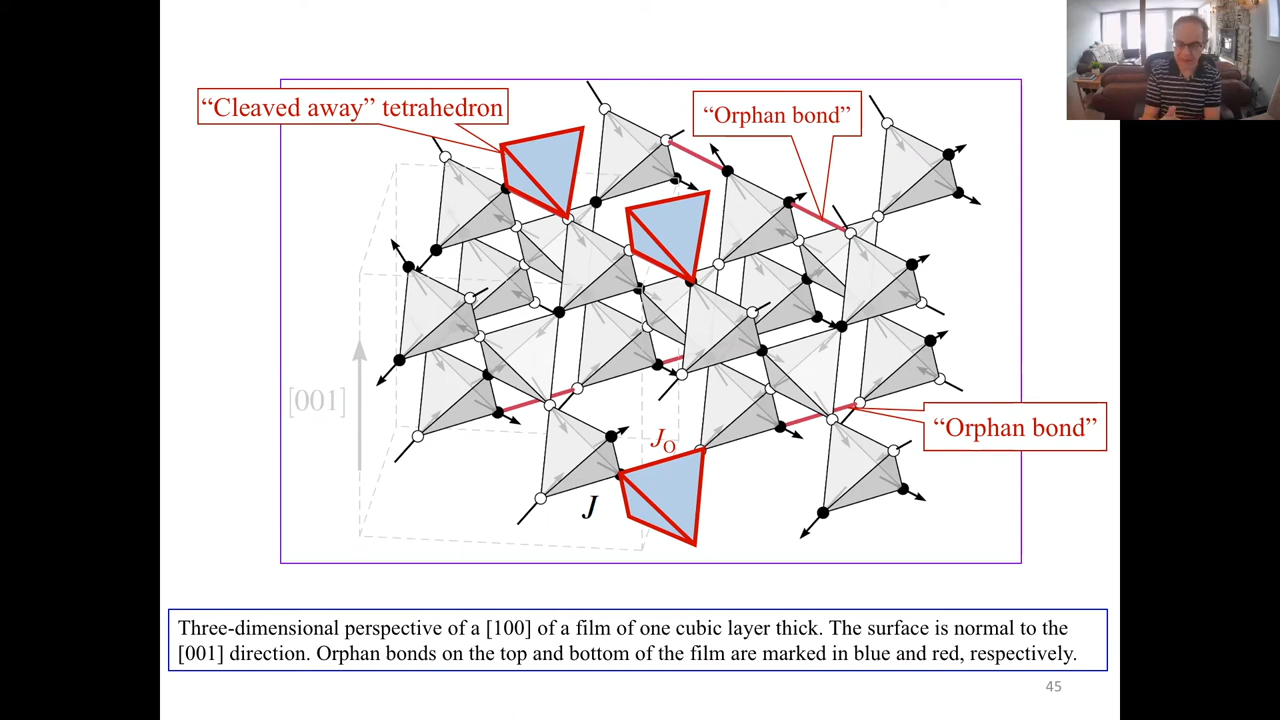 “Cleaved away” tetrahedron
“Orphan bond”
[001]
“Orphan bond”
J_O
J
Three-dimensional perspective of a [100] of a film of one cubic layer thick. The surface is normal to the
[001] direction. Orphan bonds on the top and bottom of the film are marked in blue and red, respectively.
45